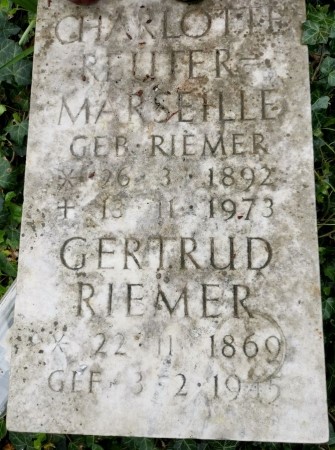 CHARLOTTE
REUTER-
MARSEILLE
GEB·RIEMER
* 26·3·1892
+ 13·11·1973
GERTRUD
RIEMER
* 22·11·1869
GEF·3·2·1945